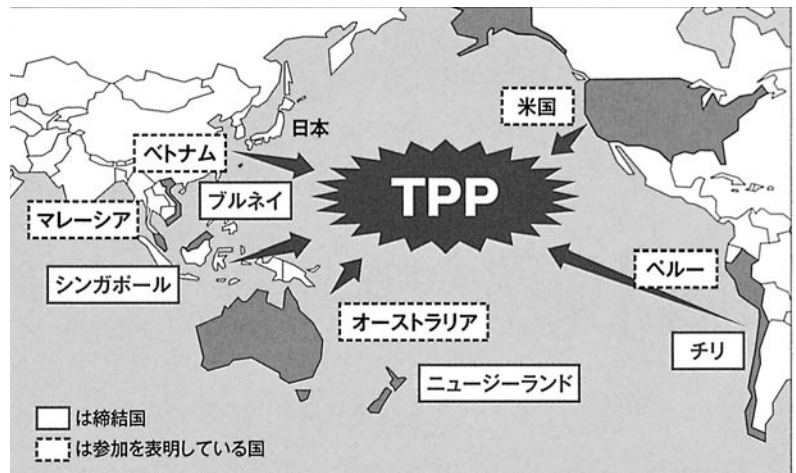 米国
日本
ベトナム
TPP
ブルネイ
マレーシア
ペルー
シンガポール
オーストラリア
チリ
ニュージーランド
は締結国
は参加を表明している国